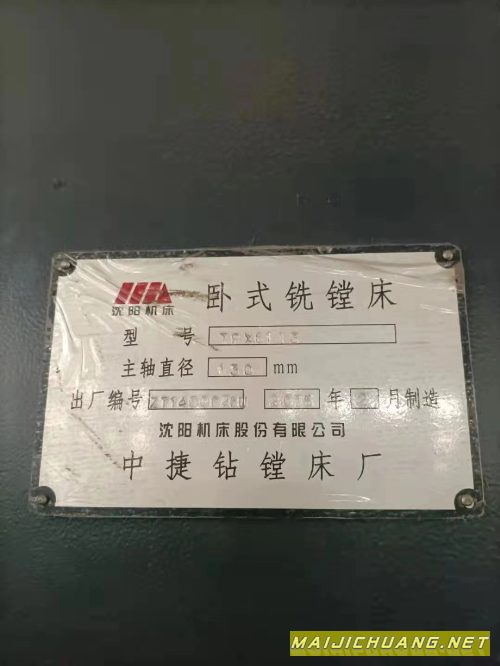 沈阳机床
卧式铣镗床
型 号
主轴直径 130 mm
出厂编号 年 月制造
沈阳机床股份有限公司
中捷钻镗床厂
MAIJICHUANG.NET